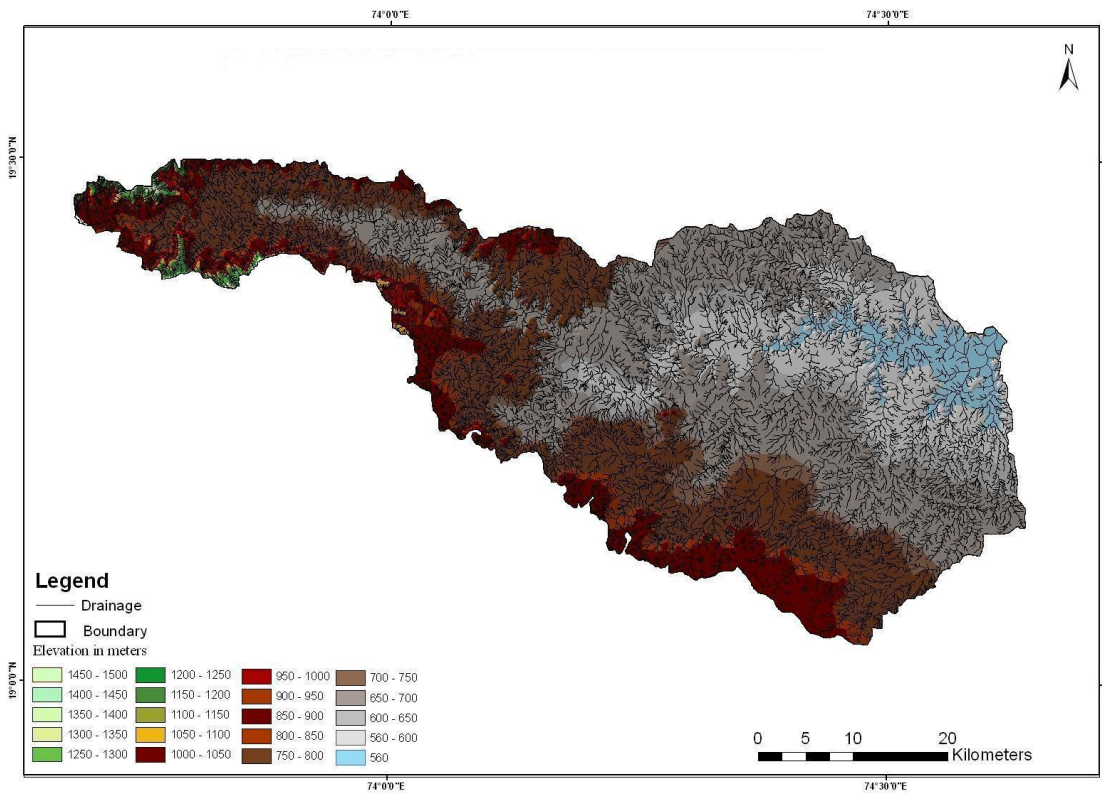 74°0'0"E 74°30'0"E
N
19°30'0"N
Legend
Drainage
Boundary
Elevation in meters
1450 - 1500 1200 - 1250 950 - 1000 700 - 750
1400 - 1450 1150 - 1200 900 - 950 650 - 700
1350 - 1400 1100 - 1150 850 - 900 600 - 650
1300 - 1350 1050 - 1100 800 - 850 560 - 600
1250 - 1300 1000 - 1050 750 - 800 560
19°0'0"N
0 5 10 20
Kilometers
74°0'0"E 74°30'0"E